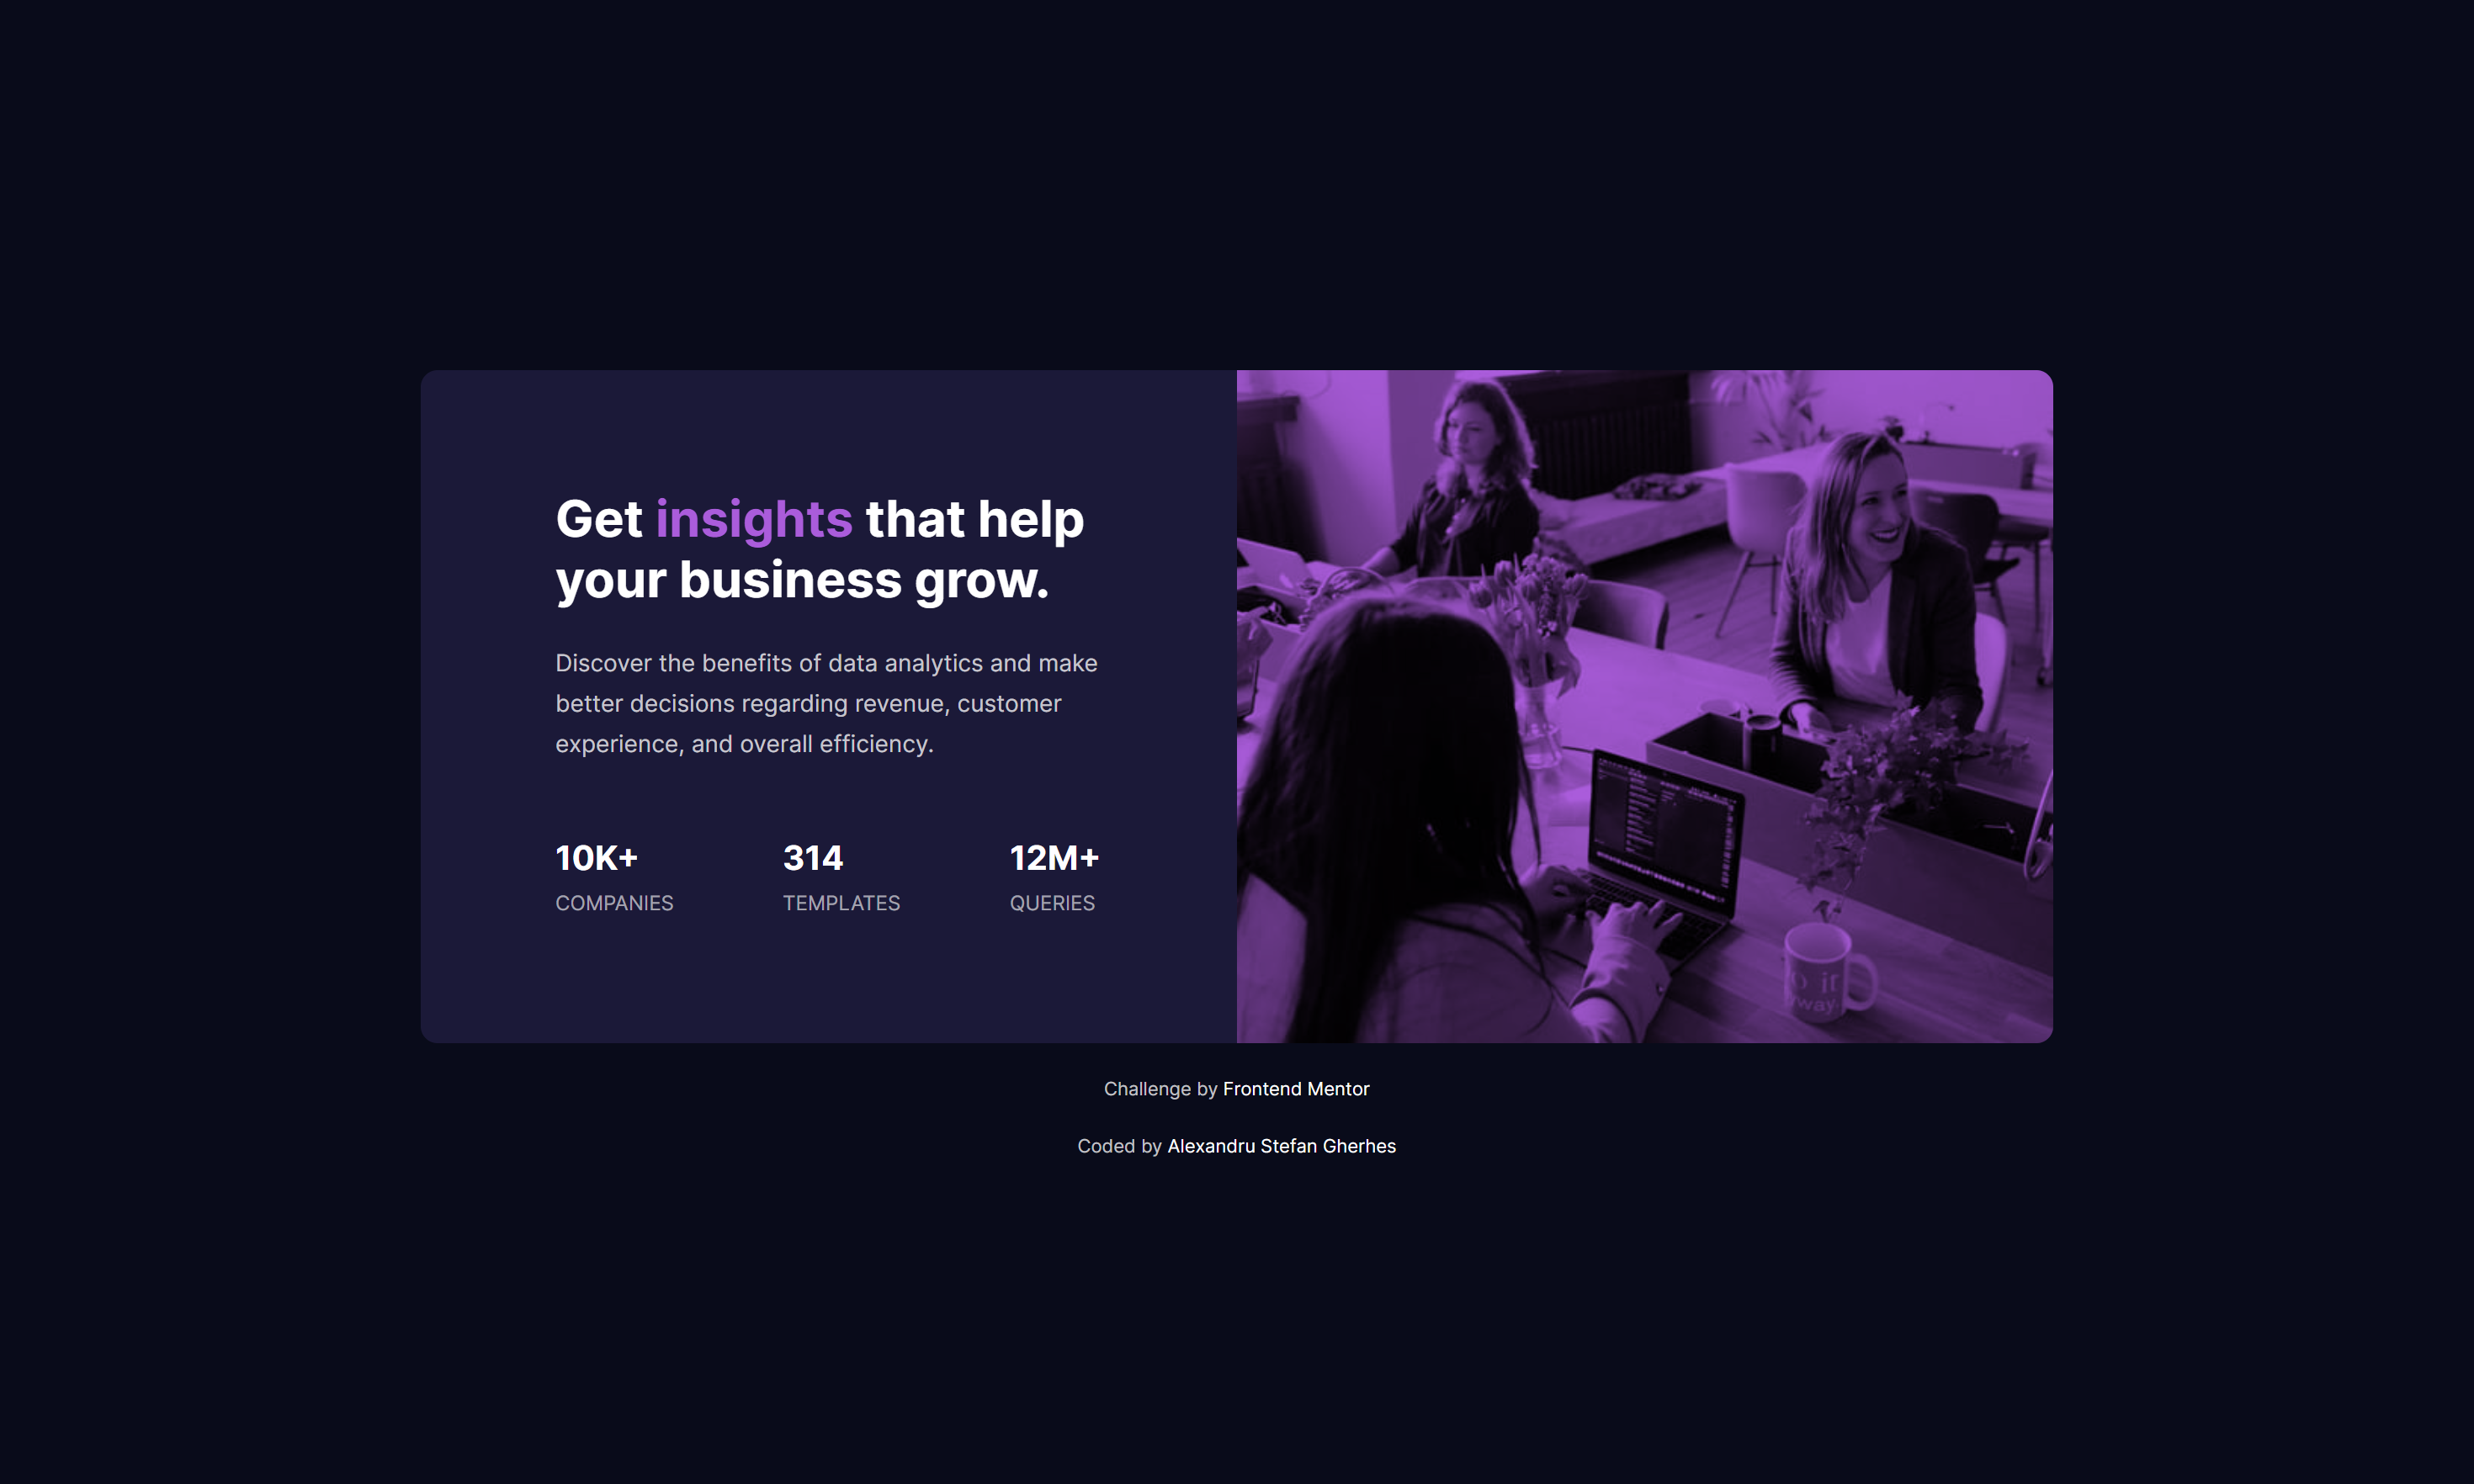 Get insights that help
your business grow.
Discover the benefits of data analytics and make
better decisions regarding revenue, customer
experience, and overall efficiency.
10K+ 314 12M+
COMPANIES TEMPLATES QUERIES
Challenge by Frontend Mentor
Coded by Alexandru Stefan Gherhes